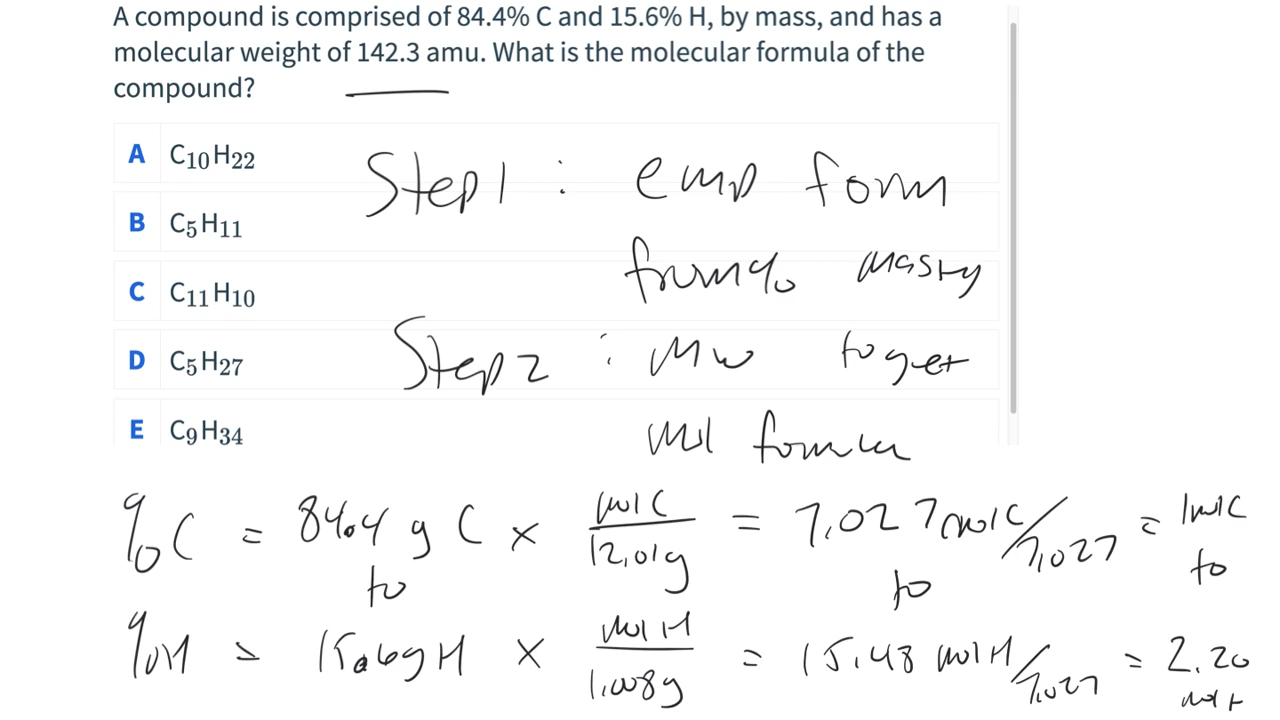 A compound is comprised of 84.4% C and 15.6% H, by mass, and has a
molecular weight of 142.3 amu. What is the molecular formula of the
compound?
A C₁₀H₂₂
Step 1 : emp form
B C₅H₁₁
from %
C C₁₁H₁₀
Step 2 : MW to get
D C₅H₂₇
mol formula
E C₉H₃₄
%C = 84.4 g C × mol C / 12.01g = 7.027 mol C / 7.027 = 1 mol C
to to to
%H = 15.6 g H × mol H / 1.008g = 15.48 mol H / 7.027 = 2.20
mol H